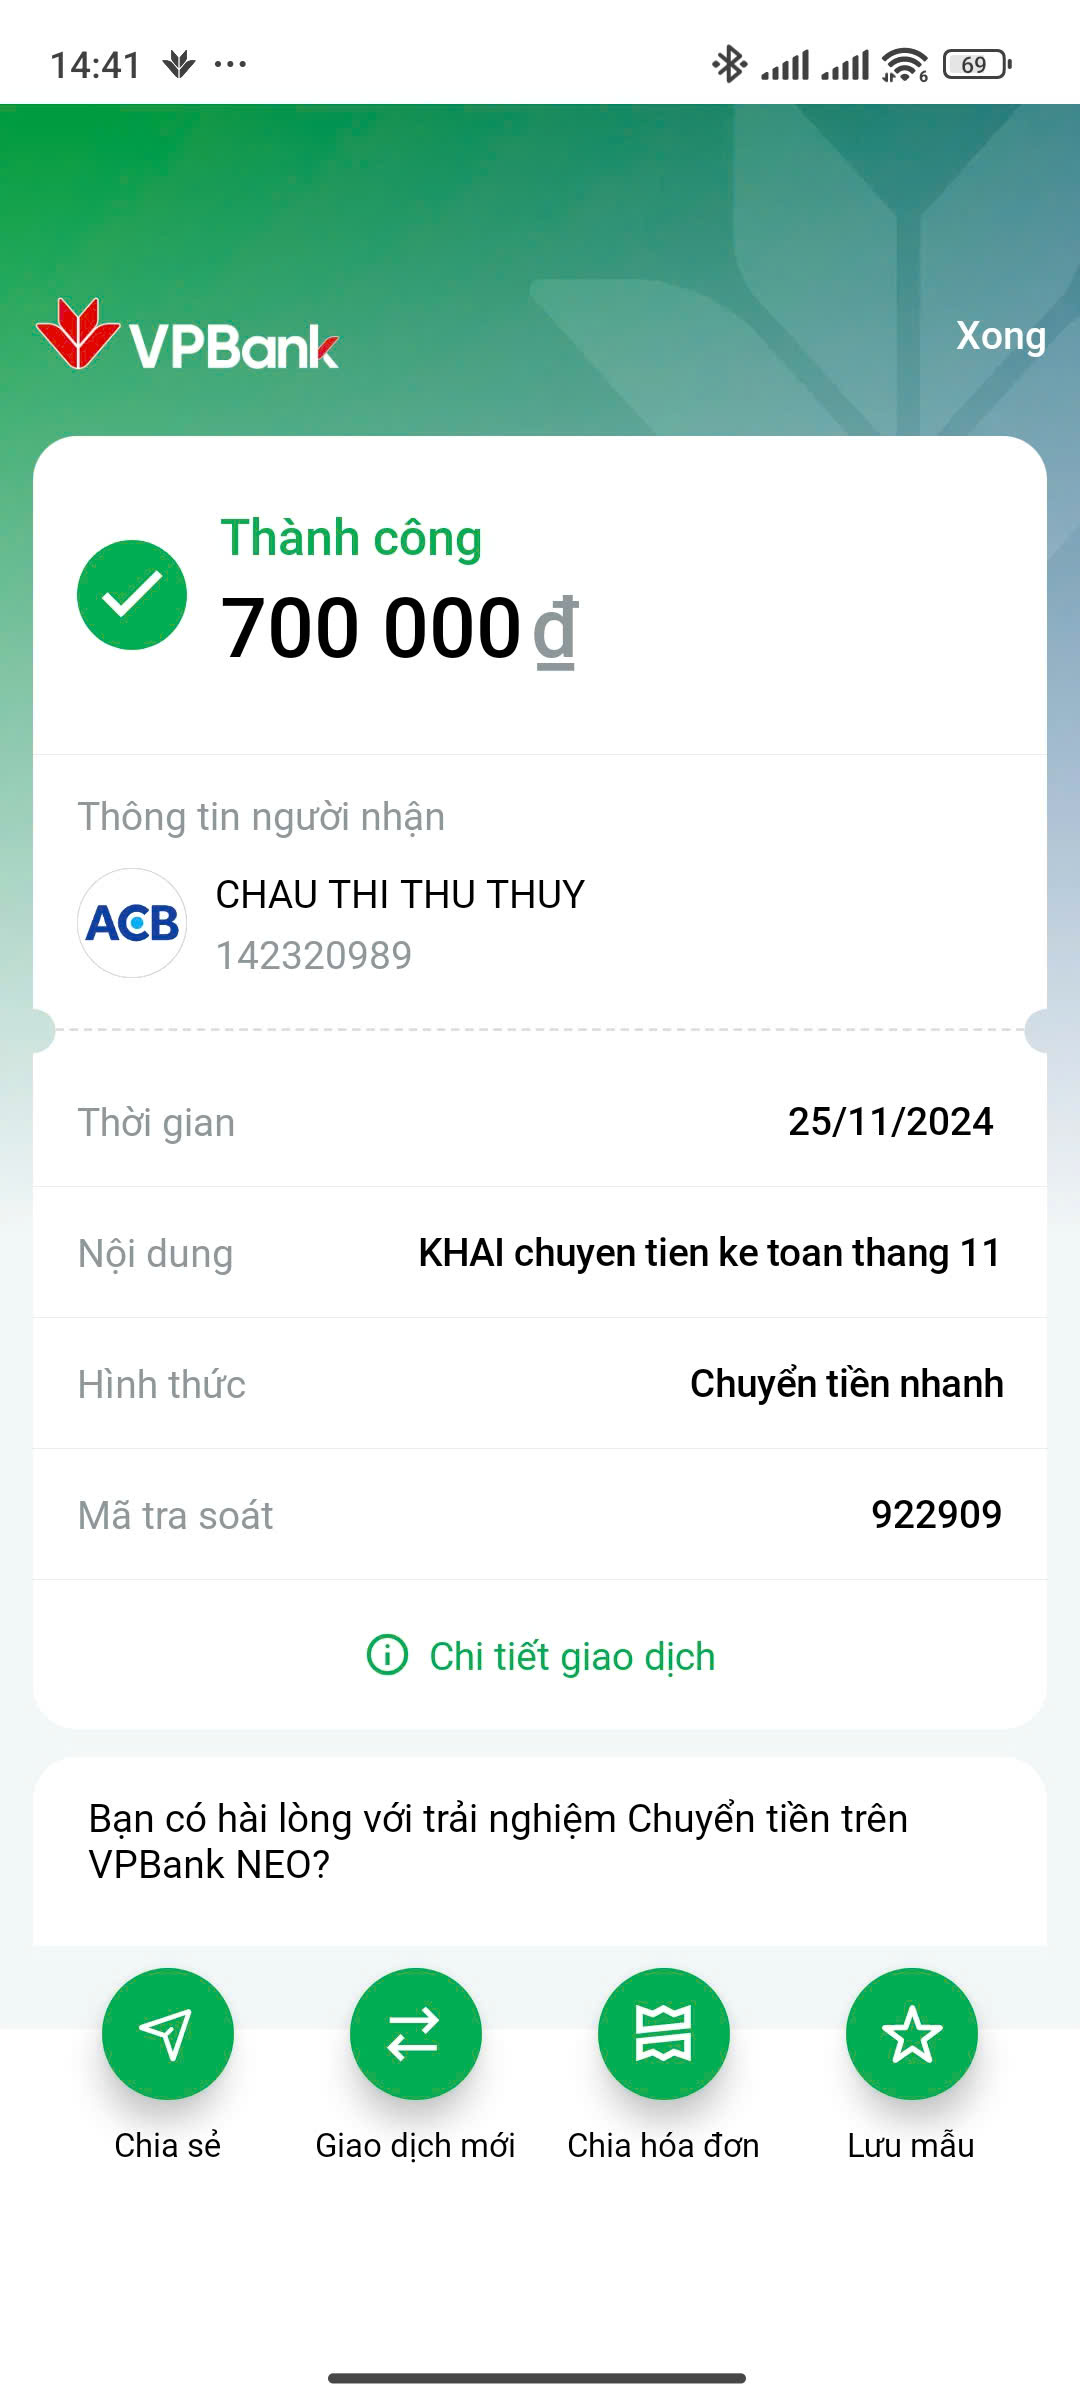 14:41
69
6
VPBank
Xong
Thành công
700 000 đ
Thông tin người nhận
ACB
CHAU THI THU THUY
142320989
Thời gian
25/11/2024
Nội dung
KHAI chuyen tien ke toan thang 11
Hình thức
Chuyển tiền nhanh
Mã tra soát
922909
Chi tiết giao dịch
Bạn có hài lòng với trải nghiệm Chuyển tiền trên
VPBank NEO?
Chia sẻ
Giao dịch mới
Chia hóa đơn
Lưu mẫu